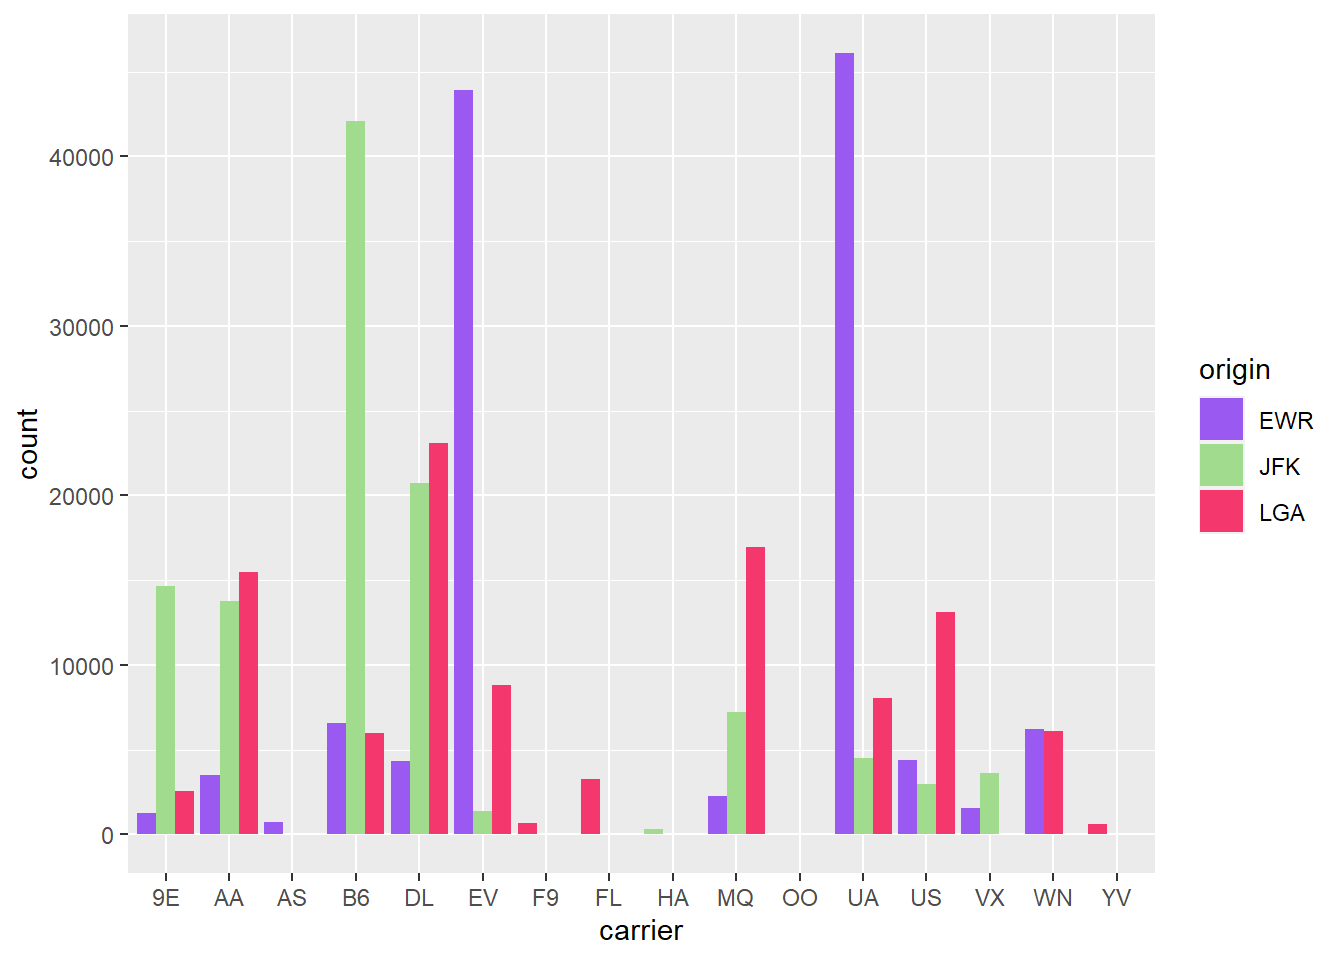 count
40000
30000
20000
10000
0
9E AA AS B6 DL EV F9 FL HA MQ OO UA US VX WN YV
carrier
origin
EWR
JFK
LGA